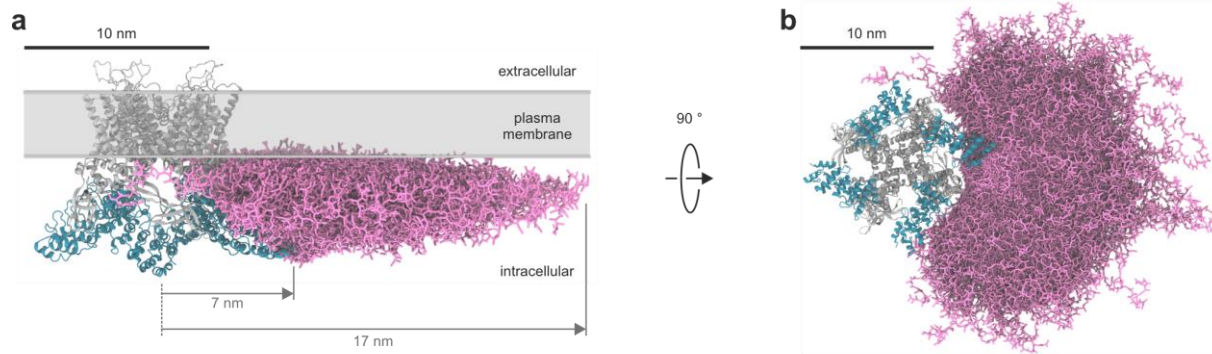 a
10 nm
extracellular
plasma
membrane
intracellular
7 nm
17 nm
90 °
b
10 nm